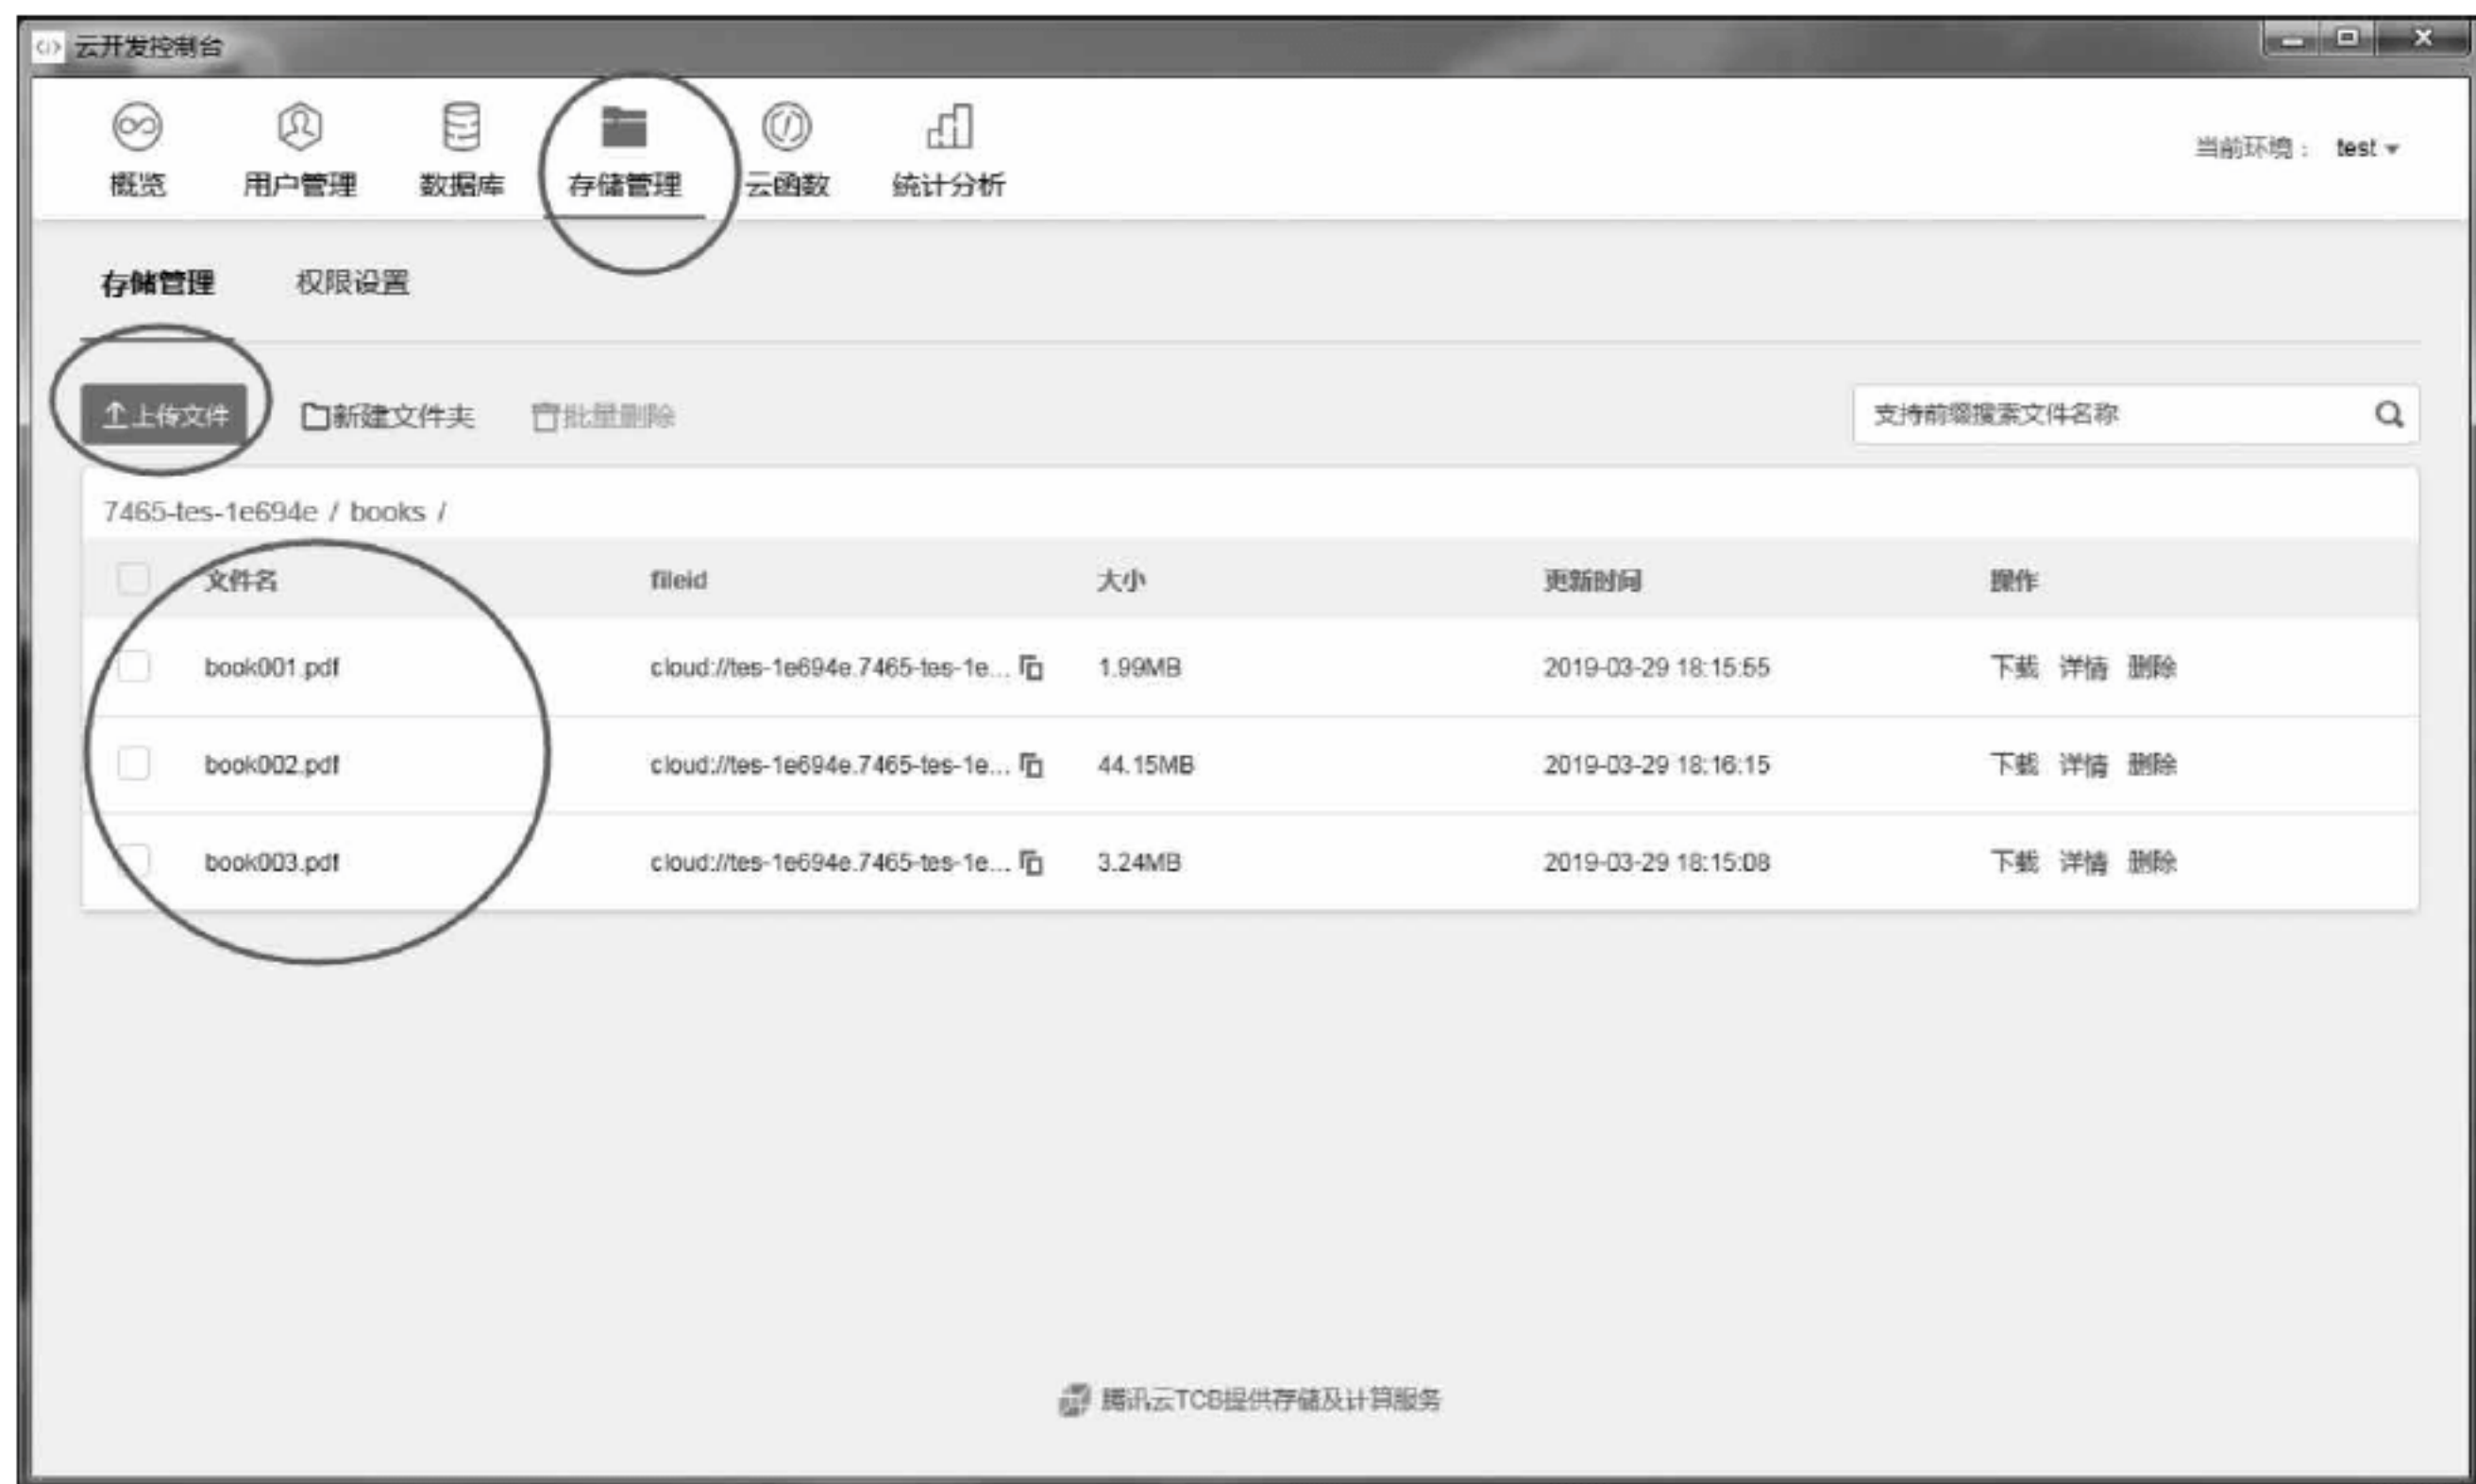 云开发控制台
概览 用户管理 数据库 存储管理 云函数 统计分析 当前环境： test
存储管理 权限设置
上传文件 新建文件夹 批量删除 支持前缀搜索文件名称
7465-tes-1e694e / books /
文件名 fileid 大小 更新时间 操作
book001.pdf cloud://tes-1e694e.7465-tes-1e... 1.99MB 2019-03-29 18:15:55 下载 详情 删除
book002.pdf cloud://tes-1e694e.7465-tes-1e... 44.15MB 2019-03-29 18:16:15 下载 详情 删除
book003.pdf cloud://tes-1e694e.7465-tes-1e... 3.24MB 2019-03-29 18:15:08 下载 详情 删除
腾讯云TCB提供存储及计算服务